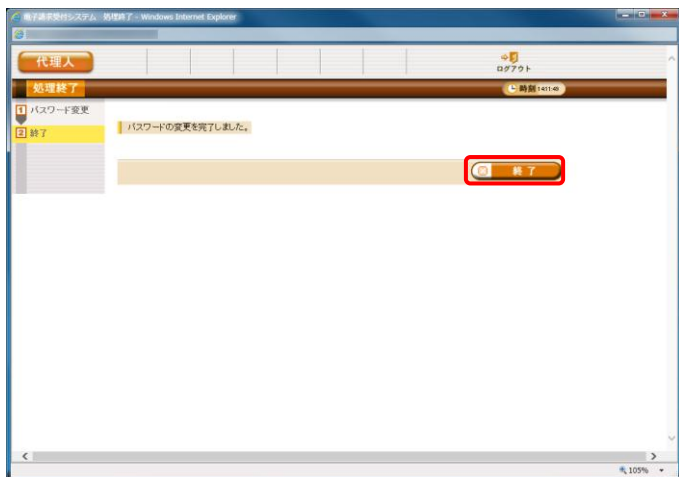 電子請求受付システム 処理終了 - Windows Internet Explorer
代理人
ログアウト
処理終了
時刻 14:11:48
1 パスワード変更
2 終了
パスワードの変更を完了しました。
終了
105%